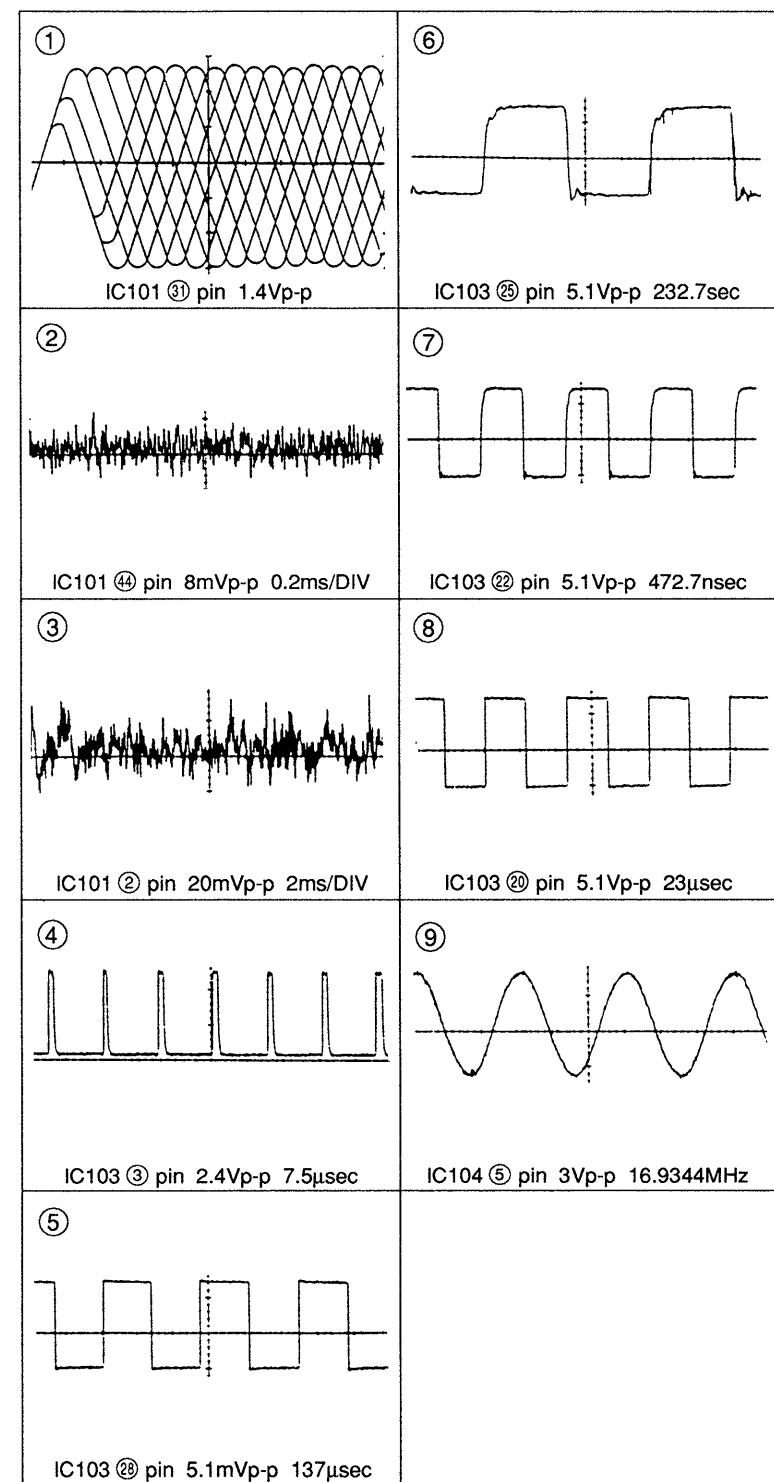 ①
IC101 ㉛ pin 1.4Vp-p
②
IC101 ㊹ pin 8mVp-p 0.2ms/DIV
③
IC101 ② pin 20mVp-p 2ms/DIV
④
IC103 ③ pin 2.4Vp-p 7.5μsec
⑤
IC103 ㉘ pin 5.1mVp-p 137μsec
⑥
IC103 ㉕ pin 5.1Vp-p 232.7sec
⑦
IC103 ㉒ pin 5.1Vp-p 472.7nsec
⑧
IC103 ⑳ pin 5.1Vp-p 23μsec
⑨
IC104 ⑤ pin 3Vp-p 16.9344MHz